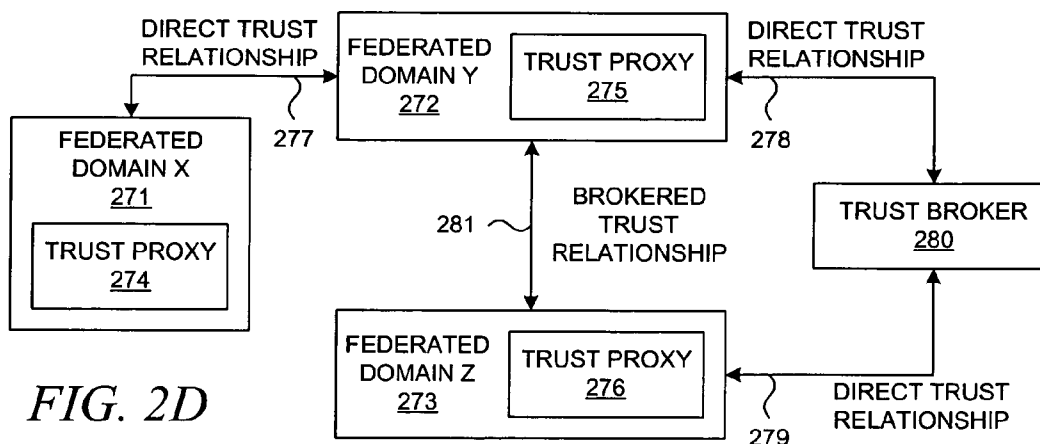 DIRECT TRUST
RELATIONSHIP
277
FEDERATED
DOMAIN X
271
TRUST PROXY
274
FEDERATED
DOMAIN Y
272
TRUST PROXY
275
DIRECT TRUST
RELATIONSHIP
278
281
BROKERED
TRUST
RELATIONSHIP
TRUST BROKER
280
FEDERATED
DOMAIN Z
273
TRUST PROXY
276
DIRECT TRUST
RELATIONSHIP
279
FIG. 2D